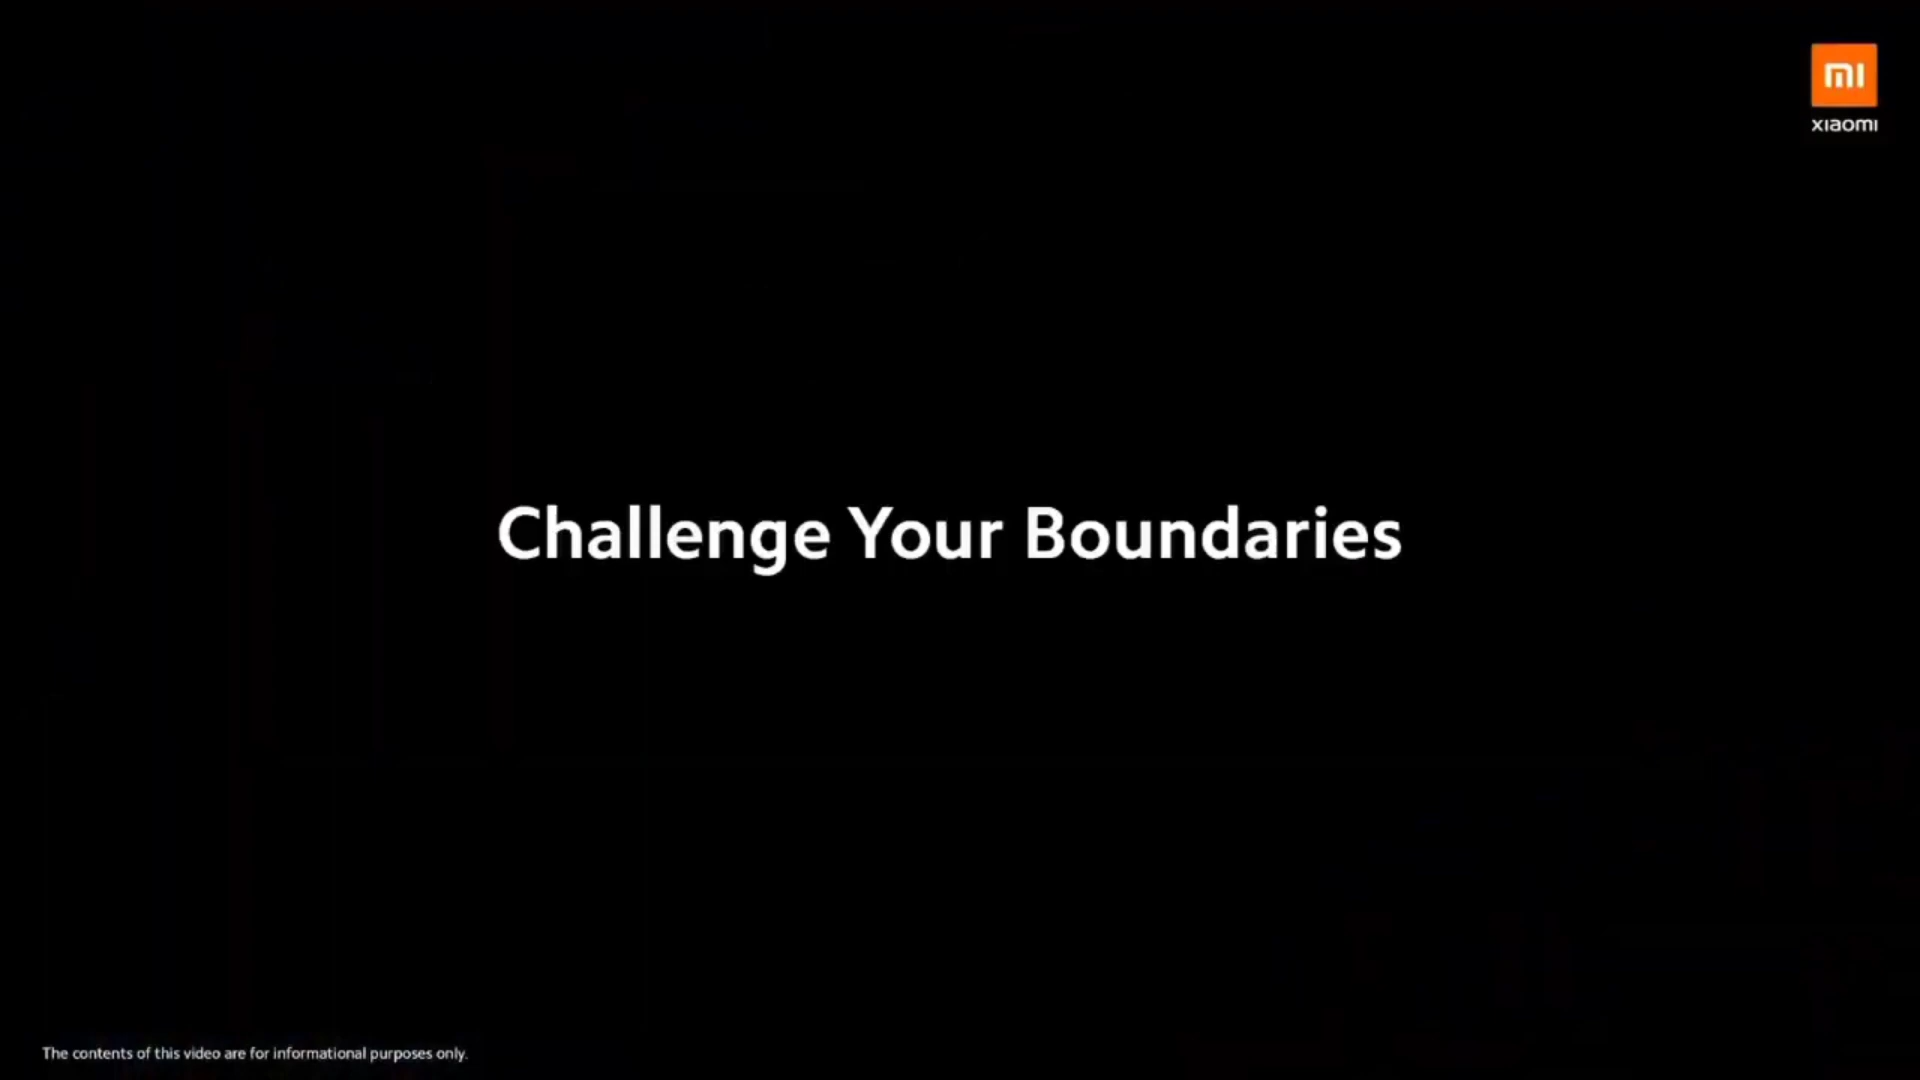 mi
xiaomi
Challenge Your Boundaries
The contents of this video are for informational purposes only.